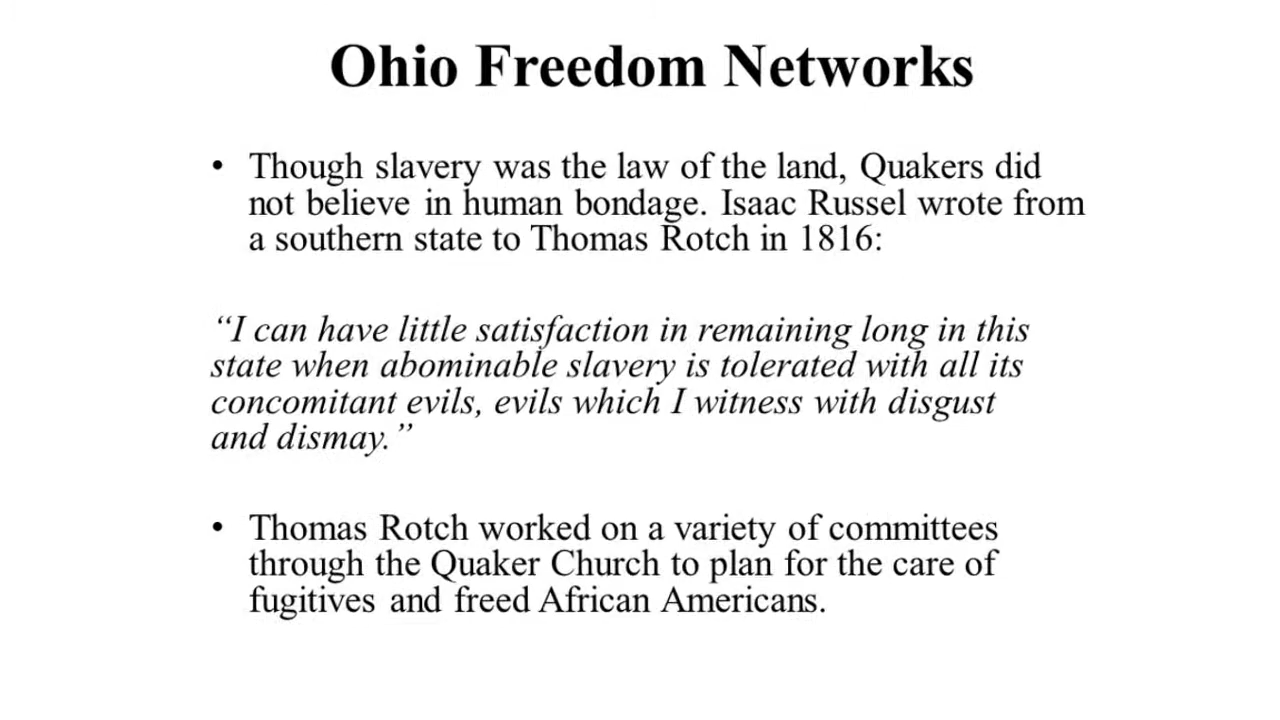 Ohio Freedom Networks
• Though slavery was the law of the land, Quakers did
not believe in human bondage. Isaac Russel wrote from
a southern state to Thomas Rotch in 1816:
“I can have little satisfaction in remaining long in this
state when abominable slavery is tolerated with all its
concomitant evils, evils which I witness with disgust
and dismay.”
• Thomas Rotch worked on a variety of committees
through the Quaker Church to plan for the care of
fugitives and freed African Americans.